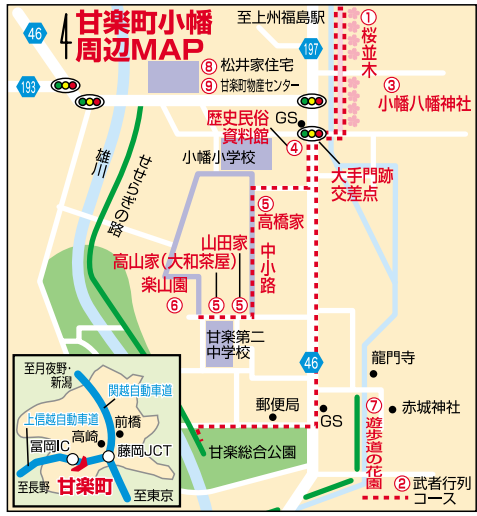 甘楽町小幡
周辺MAP
46
193
至上州福島駅
197
①桜並木
⑧松井家住宅
⑨甘楽町物産センター
③
小幡八幡神社
歴史民俗
資料館
④
GS
小幡小学校
大手門跡
交差点
雄川
せせらぎの路
⑤
高橋家
中小路
山田家
高山家(大和茶屋)
楽山園
⑥
⑤
⑤
甘楽第二
中学校
46
龍門寺
郵便局
GS
⑦遊歩道の花園
赤城神社
甘楽総合公園
②武者行列
コース
至月夜野・
新潟
関越自動車道
上信越自動車道
前橋
高崎
富岡IC
藤岡JCT
至長野
甘楽町
至東京